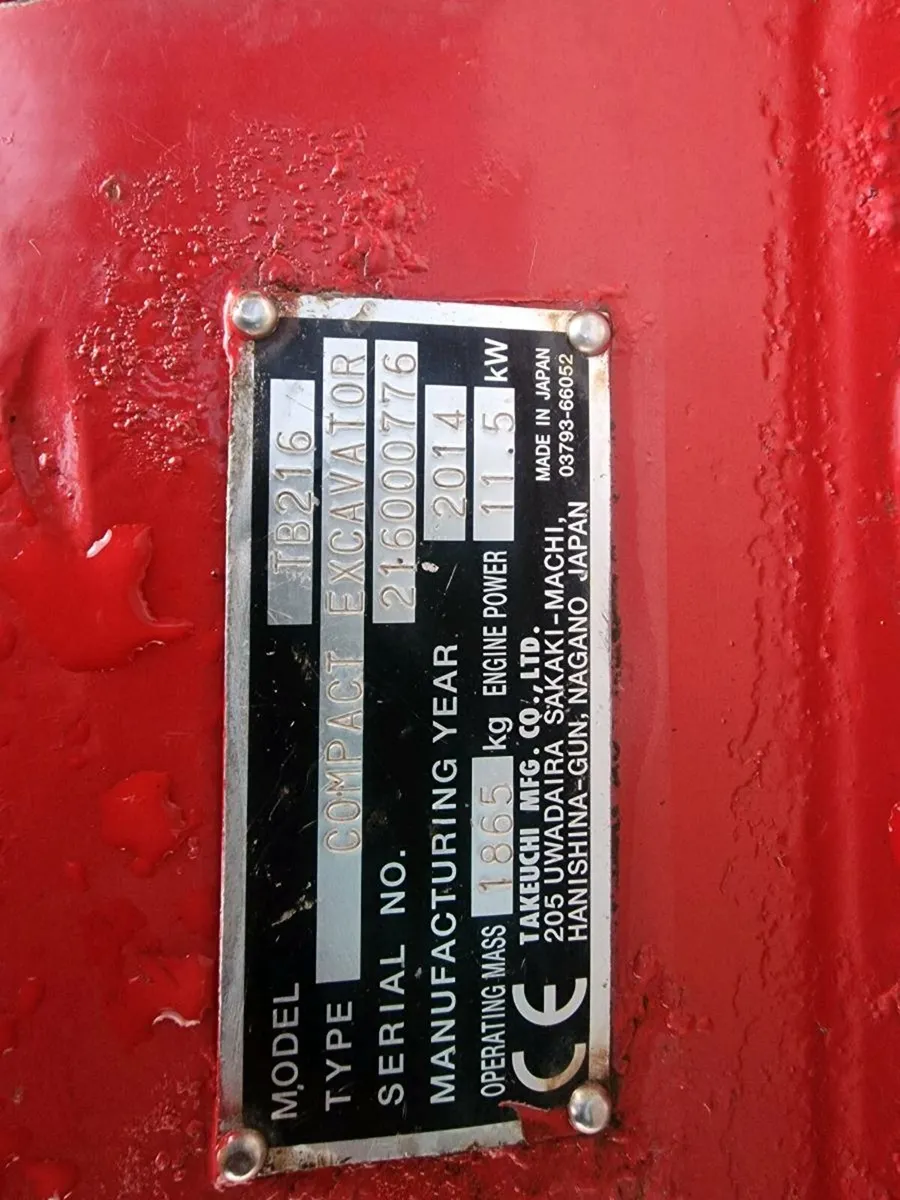 MODEL TB216
TYPE COMPACT EXCAVATOR
SERIAL NO. 216000776
MANUFACTURING YEAR 2014
OPERATING MASS 1865 kg ENGINE POWER 11.5 kW
CE TAKEUCHI MFG. CO., LTD.
205 UWADAIRA SAKAKI-MACHI, MADE IN JAPAN
HANISHINA-GUN, NAGANO JAPAN 03793-66052